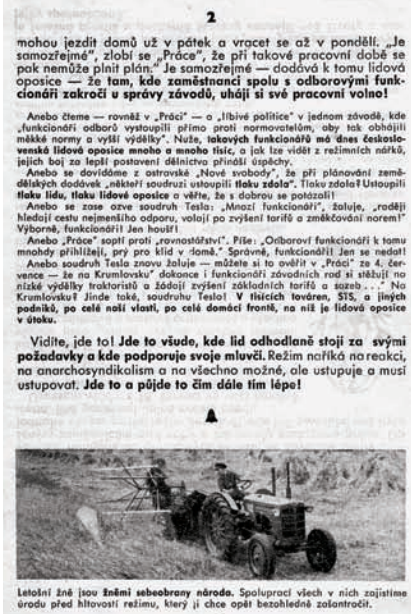 2
mohou jezdit domů už v pátek a vracet se až v pondělí. „Je
samozřejmé", zlobí se „Práce", že při takové pracovní době se
pak nemůže plnit plán." Je samozřejmé — dodává k tomu lidová
oposice — že tam, kde zaměstnanci spolu s odborovými funk-
cionáři zakročí u správy závodů, uhájí si své pracovní volno!
Anebo čteme — rovněž v „Práci" — o „líbivé politice" v jednom závodě, kde
„funkcionáři odborů vystoupili přímo proti normovatelům, aby tak obhájili
měkké normy a vyšší výdělky". Nuže, takových funkcionářů má dnes českoslo-
venská lidová oposice mnoho a mnoho tisíc, a jak lze vidět z režimních nářků,
jejich boj za lepší postavení dělnictva přináší úspěchy.
Anebo se dovídáme z ostravské „Nové svobody", že při plánování země-
dělských dodávek „někteří soudruzi ustoupili tlaku zdola". Tlaku zdola? Ustoupili
tlaku lidu, tlaku lidové oposice a věřte, že s dobrou se potázali!
Anebo se zase ozve soudruh Tesla: „Mnozí funkcionáři", žaluje, „raději
hledají cestu nejmenšího odporu, volají po zvýšení tarifů a změkčování norem!"
Výborně, funkcionáři! Jen houšť!
Anebo „Práce" soptí proti „rovnostářství". Píše: „Odboroví funkcionáři k tomu
mnohdy přihlížejí, prý pro klid v domě." Správně, funkcionáři! Jen se nedat!
Anebo soudruh Tesla znovu žaluje — můžete si to ověřit v „Práci" ze 4. čer-
vence — že na Krumlovsku" dokonce i funkcionáři závodních rad si stěžují na
nízké výdělky traktoristů a žádají zvýšení základních tarifů a sazeb . . ." Na
Krumlovsku? Jinde také, soudruhu Teslo! V tisících továren, STS, a jiných
podniků, po celé naší vlasti, po celé domácí frontě, na níž je lidová oposice
v útoku.
Vidíte, jde to! Jde to všude, kde lid odhodlaně stojí za svými
požadavky a kde podporuje svoje mluvčí. Režim naříká na reakci,
na anarchosyndikalism a na všechno možné, ale ustupuje a musí
ustupovat. Jde to a půjde to čím dále tím lépe!
Letošní žně jsou žněmi sebeobrany národa. Spoluprací všech v nich zajistíme
úrodu před hltovostí režimu, který ji chce opět bezohledně zašantročit.